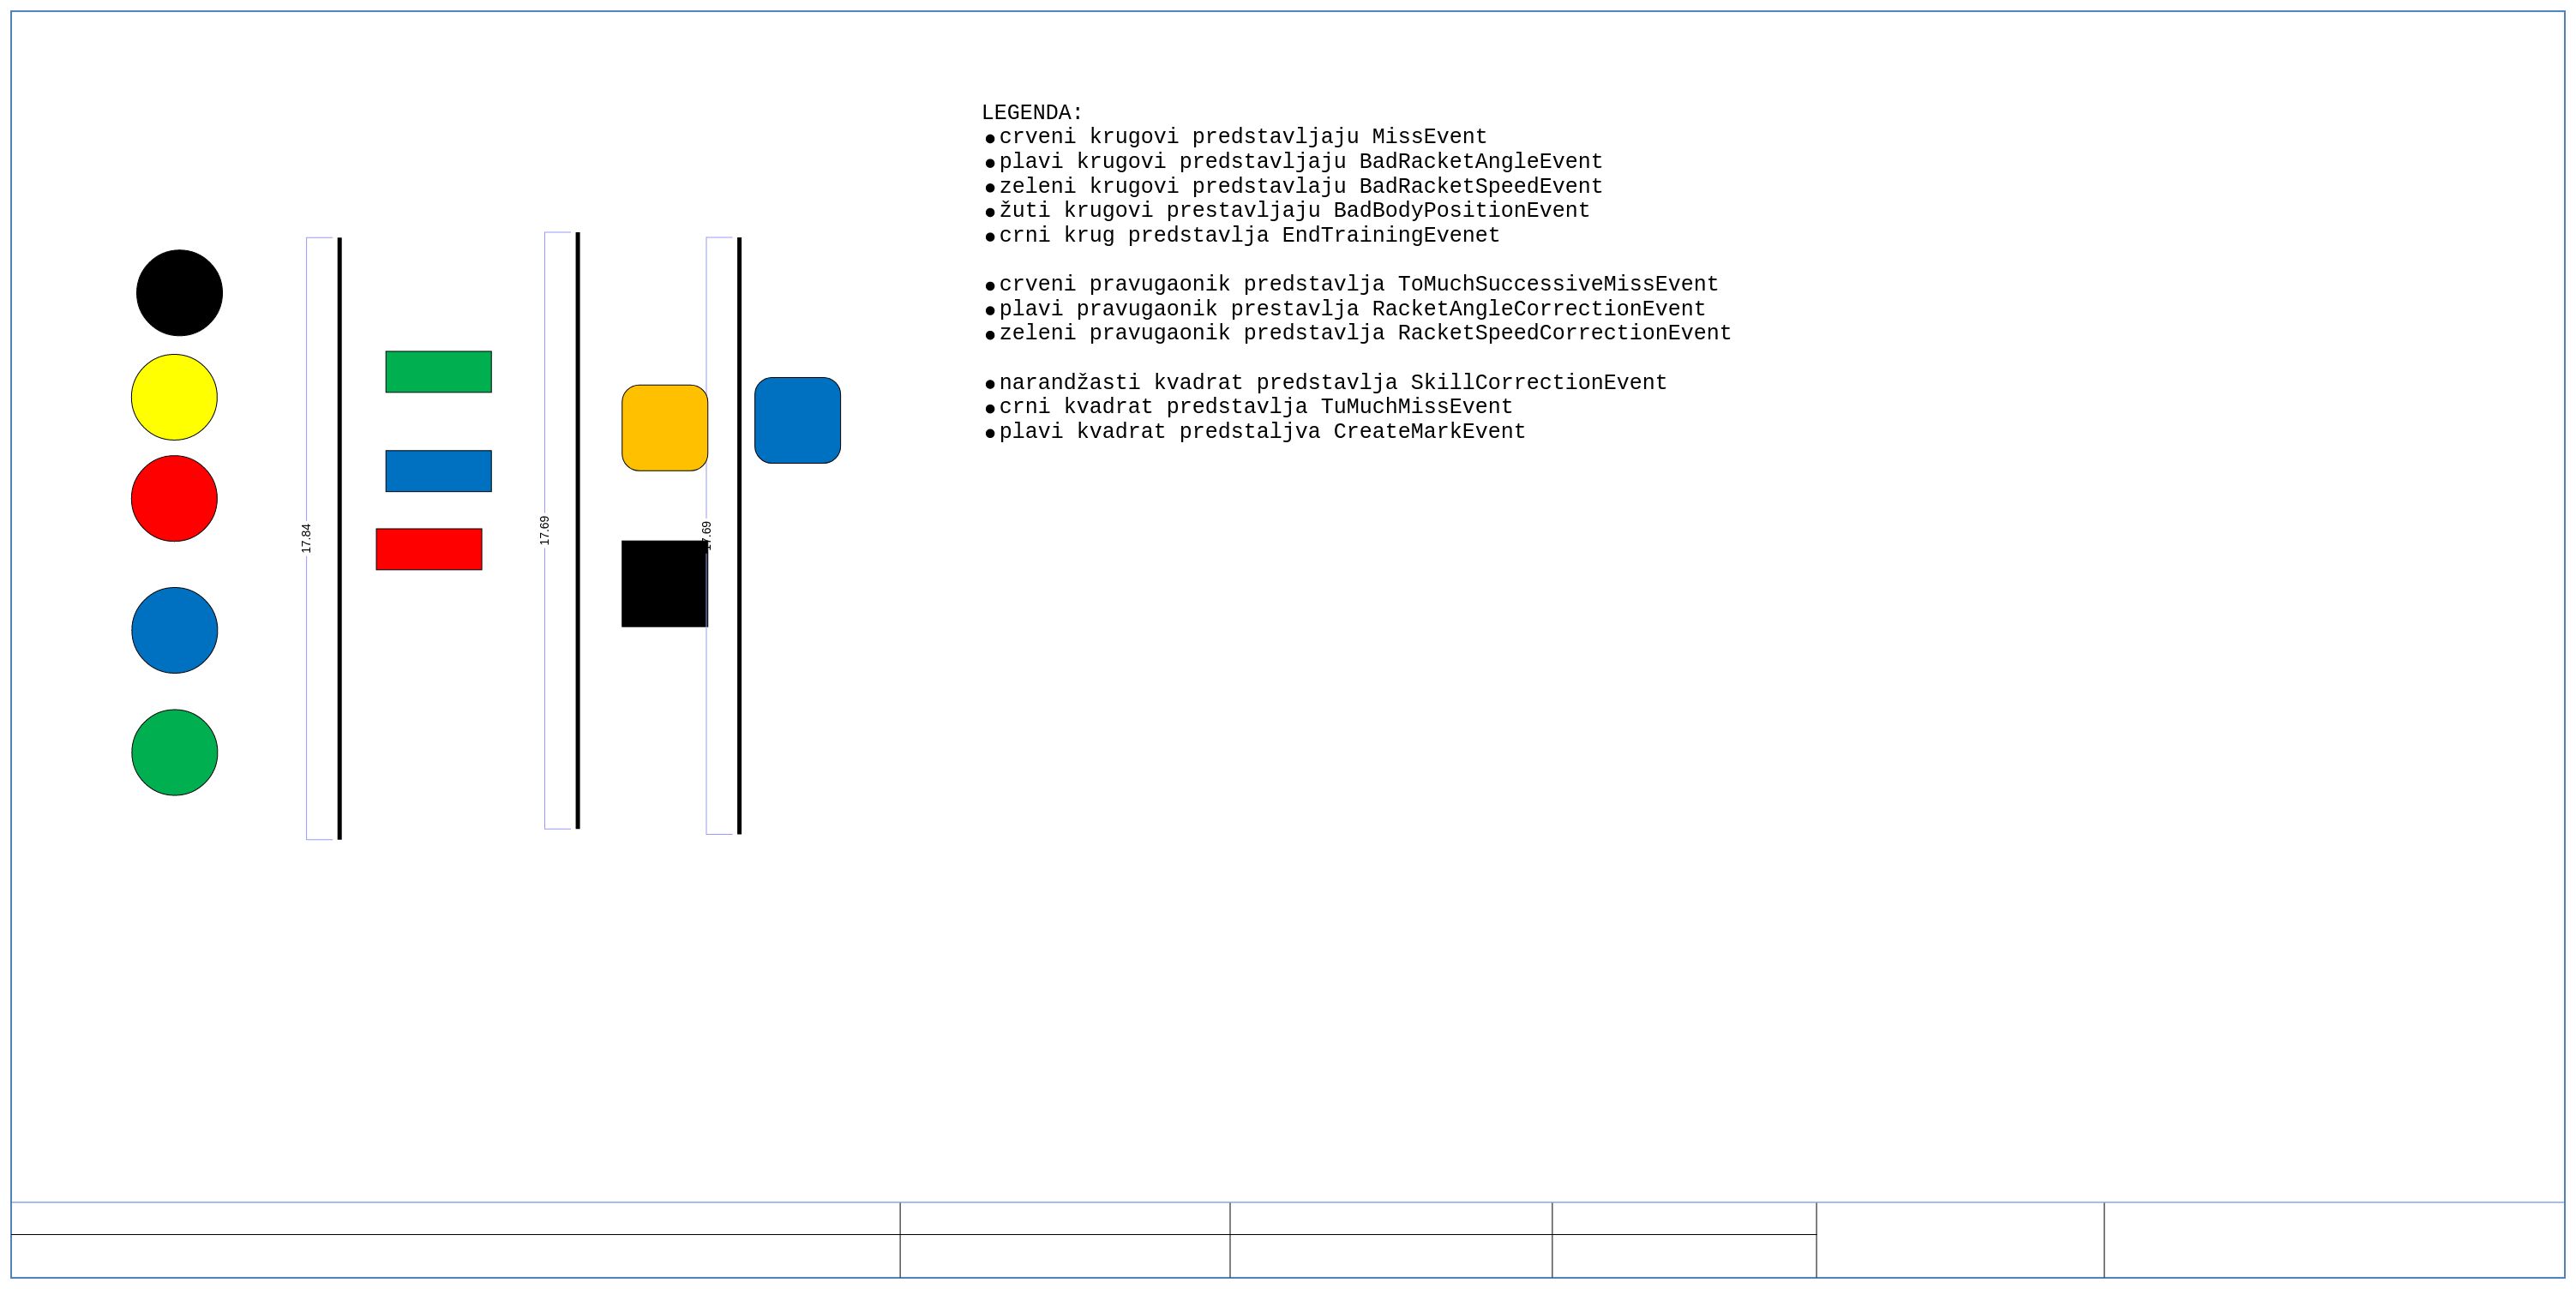 LEGENDA:
●crveni krugovi predstavljaju MissEvent
●plavi krugovi predstavljaju BadRacketAngleEvent
●zeleni krugovi predstavlaju BadRacketSpeedEvent
●žuti krugovi prestavljaju BadBodyPositionEvent
●crni krug predstavlja EndTrainingEvenet
●crveni pravugaonik predstavlja ToMuchSuccessiveMissEvent
●plavi pravugaonik prestavlja RacketAngleCorrectionEvent
●zeleni pravugaonik predstavlja RacketSpeedCorrectionEvent
●narandžasti kvadrat predstavlja SkillCorrectionEvent
●crni kvadrat predstavlja TuMuchMissEvent
●plavi kvadrat predstaljva CreateMarkEvent
17.84
17.69
17.69